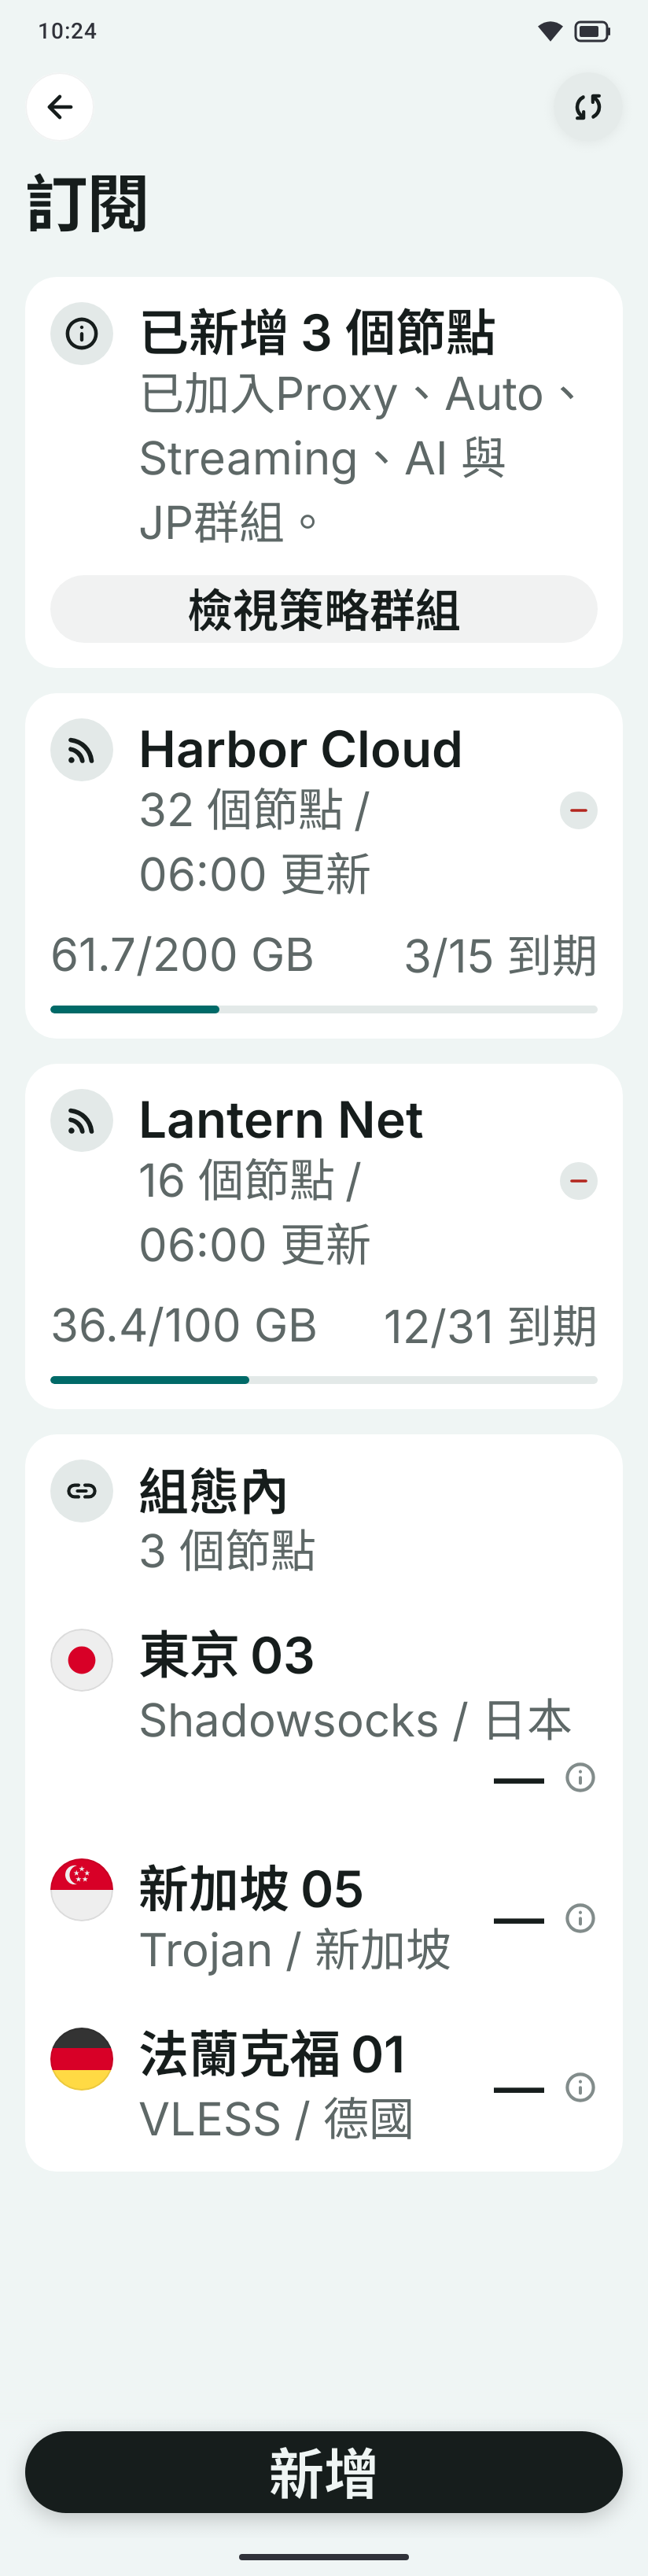 10:24
訂閱
已新增 3 個節點
已加入Proxy、Auto、
Streaming、AI 與
JP群組。
檢視策略群組
Harbor Cloud
32 個節點 /
06:00 更新
61.7/200 GB
3/15 到期
Lantern Net
16 個節點 /
06:00 更新
36.4/100 GB
12/31 到期
組態內
3 個節點
東京 03
Shadowsocks / 日本
—
新加坡 05
Trojan / 新加坡
—
法蘭克福 01
VLESS / 德國
—
新增